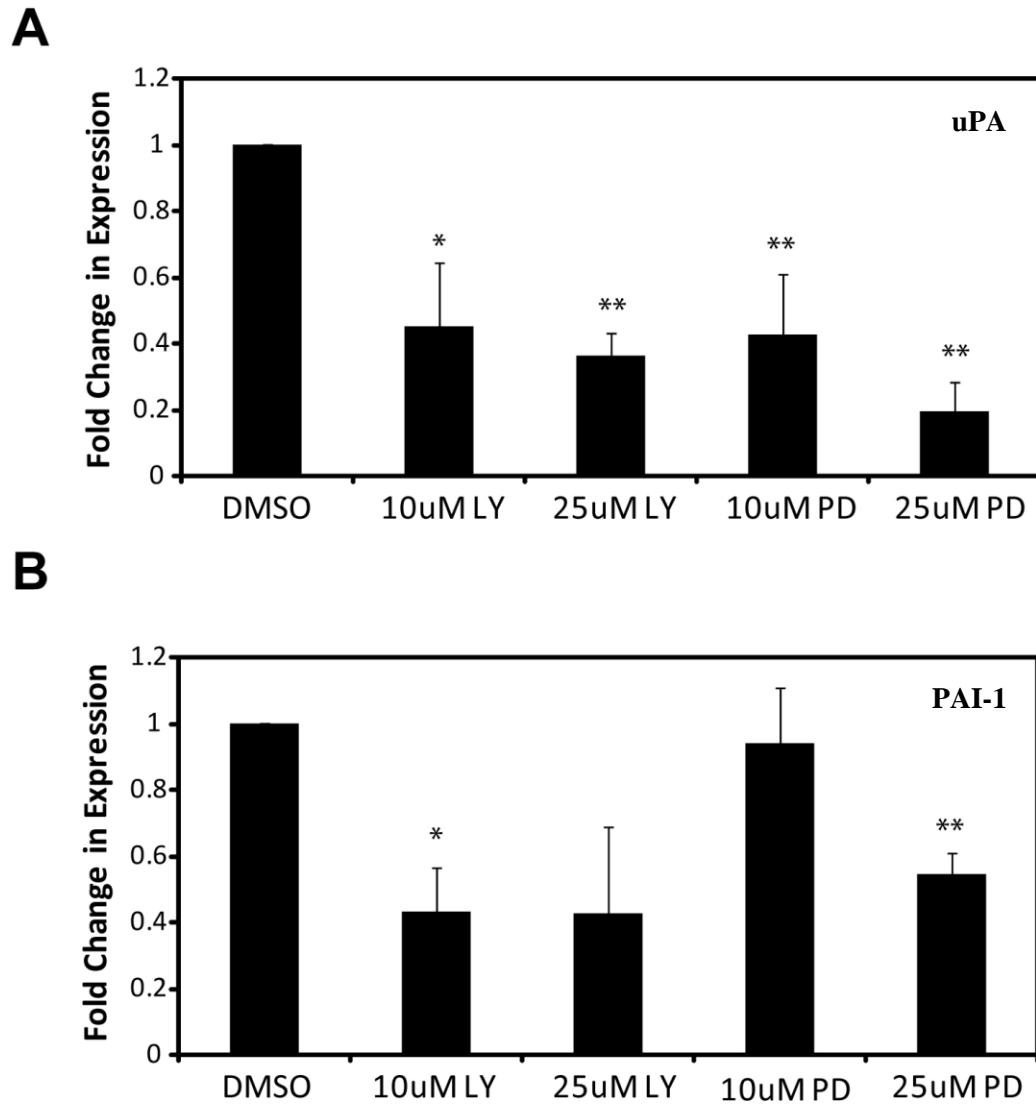 A
Fold Change in Expression
1.2
1
0.8
0.6
0.4
0.2
0
uPA
*
**
**
**
DMSO
10uM LY
25uM LY
10uM PD
25uM PD
B
Fold Change in Expression
1.2
1
0.8
0.6
0.4
0.2
0
PAI-1
*
**
DMSO
10uM LY
25uM LY
10uM PD
25uM PD